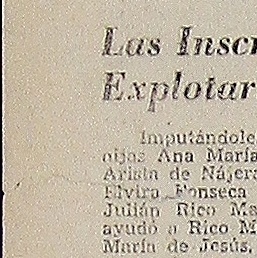 Las Inscr
Explotar
Imputándole
hijas Ana María
Arista de Nájera
Elvira Fonseca
Julián Rico Ma
ayudó a Rico M
María de Jesús,